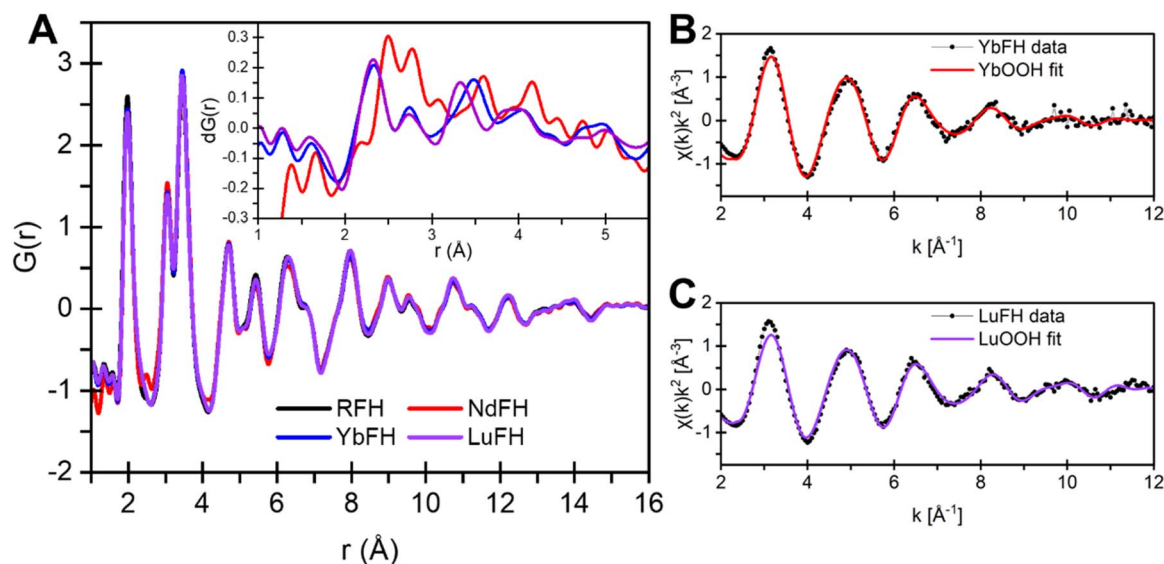 A
3
2
1
0
-1
-2
G(r)
2 4 6 8 10 12 14 16
r (Å)
RFH NdFH
YbFH LuFH
0.3
0.2
0.1
0.0
-0.1
-0.2
-0.3
dG(r)
1 2 3 4 5
r (Å)
B
2
1
0
-1
χ(k)k² [Å⁻³]
YbFH data
YbOOH fit
2 4 6 8 10 12
k [Å⁻¹]
C
2
1
0
-1
χ(k)k² [Å⁻³]
LuFH data
LuOOH fit
2 4 6 8 10 12
k [Å⁻¹]